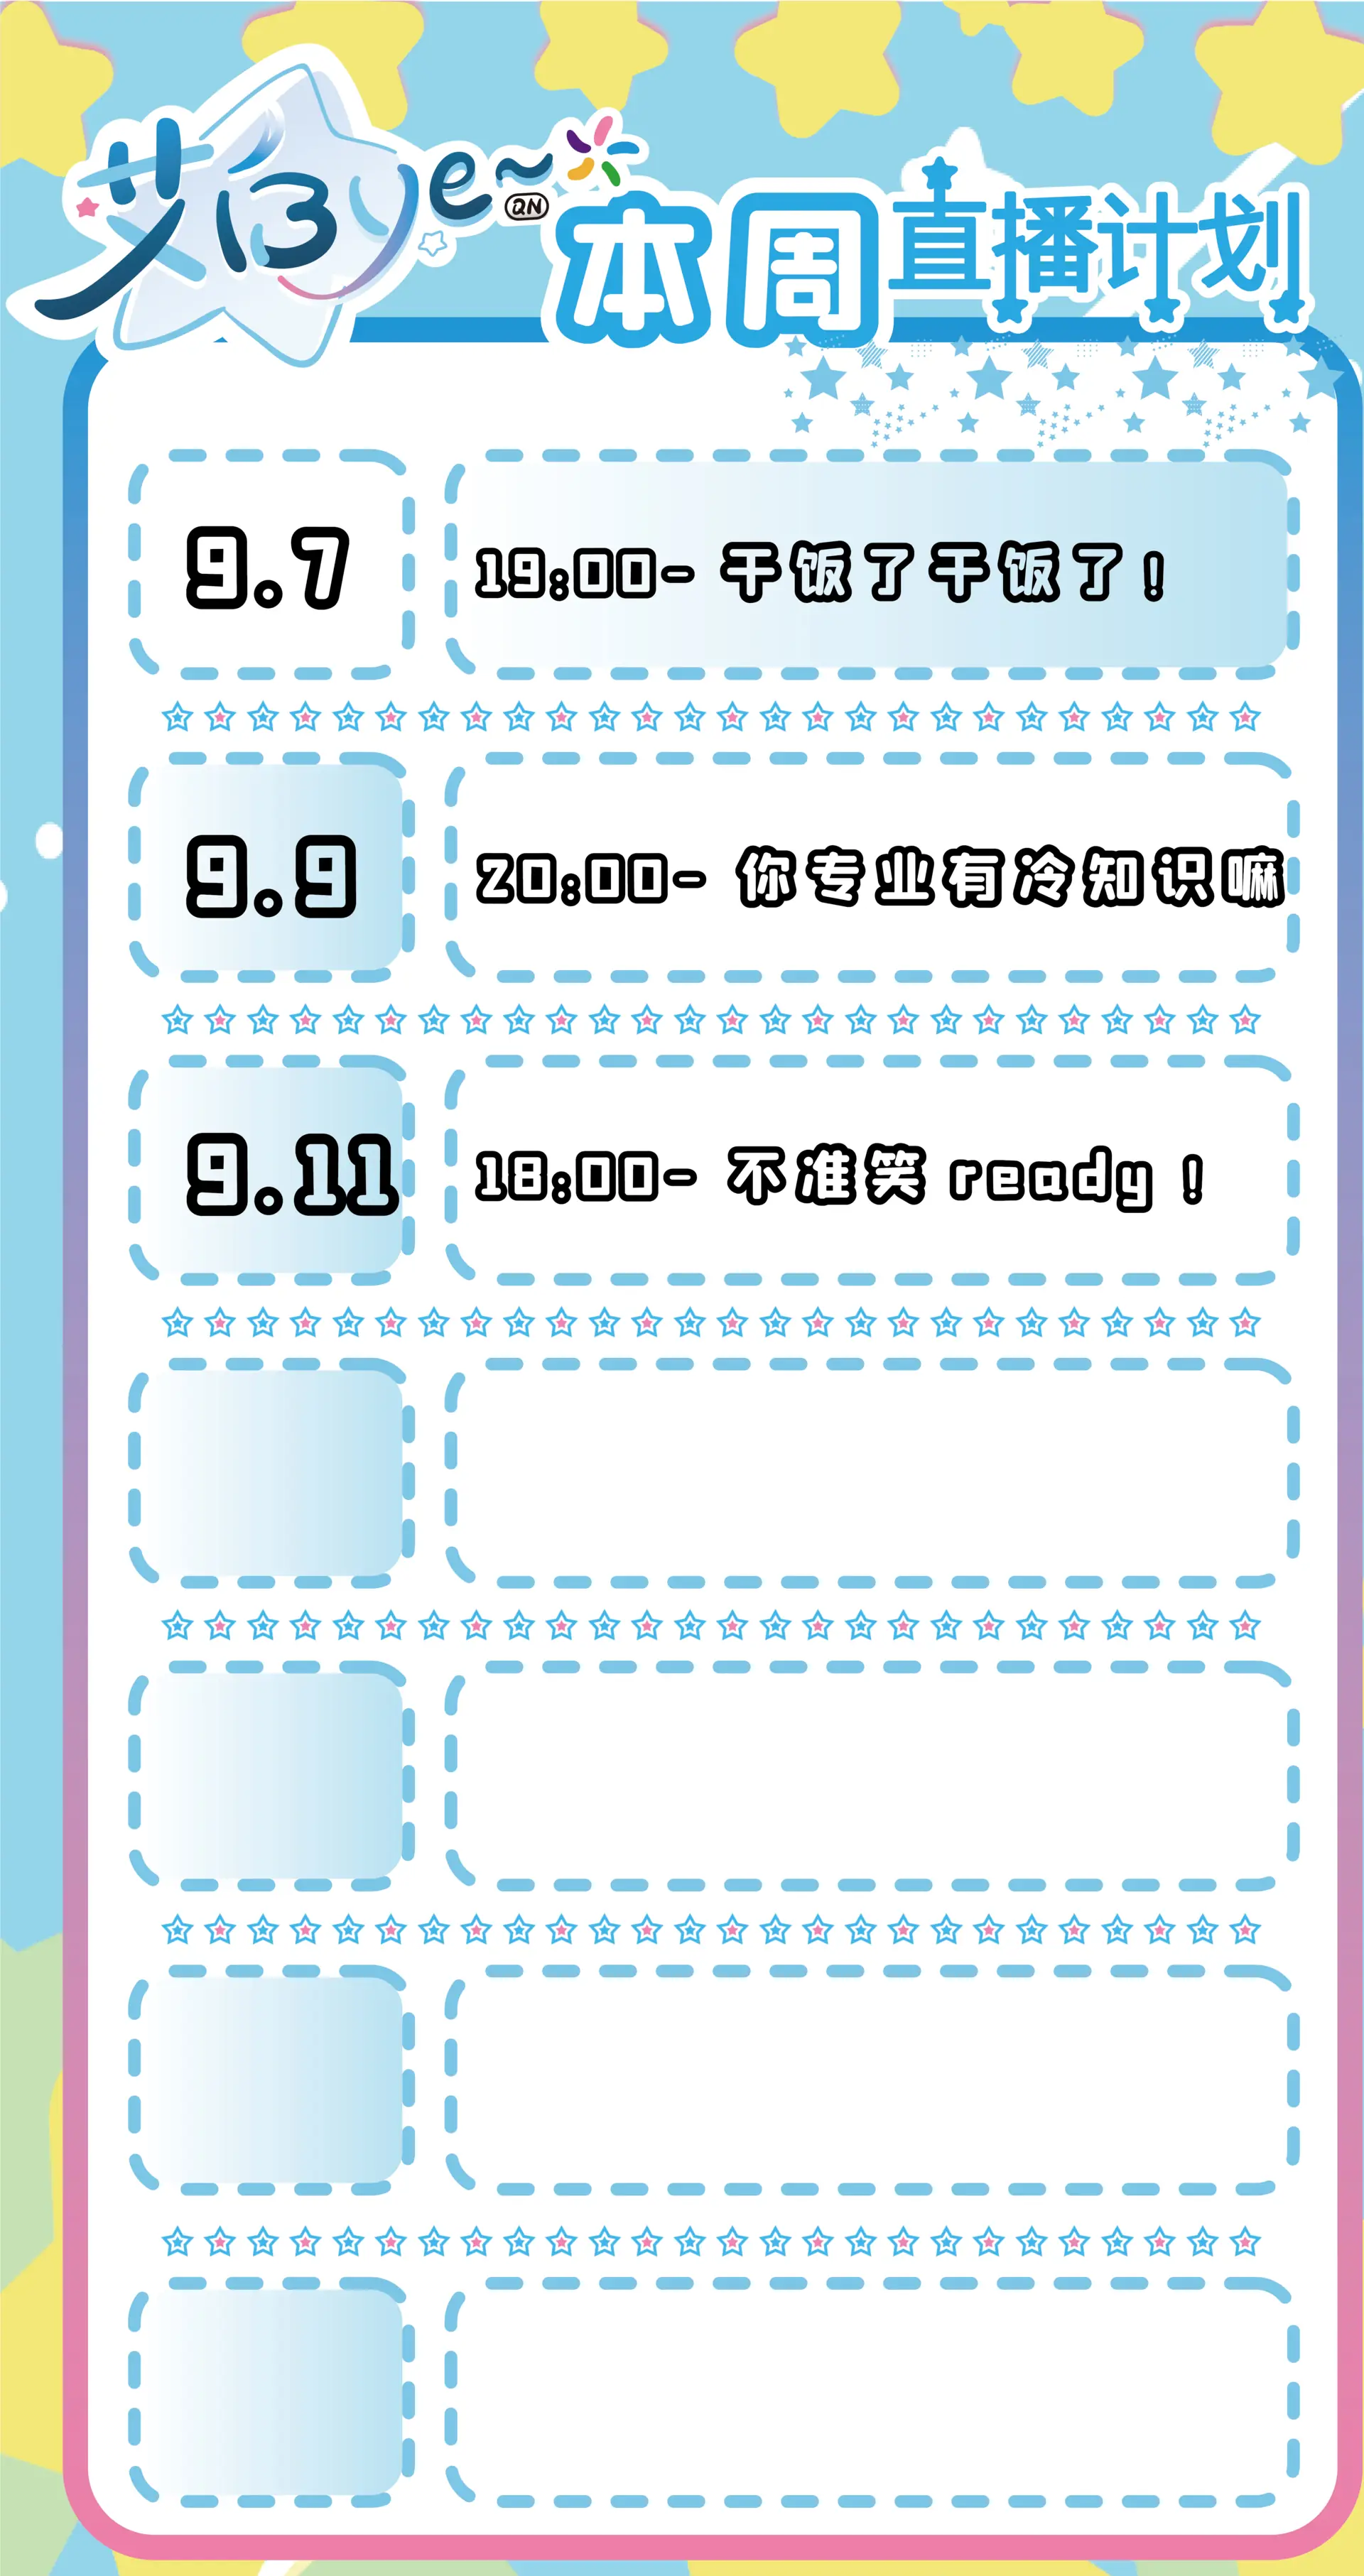 艾因ye~
QN
本周直播计划
9.7
19:00- 干饭了干饭了！
9.9
20:00- 你专业有冷知识嘛
9.11
18:00- 不准笑 ready！